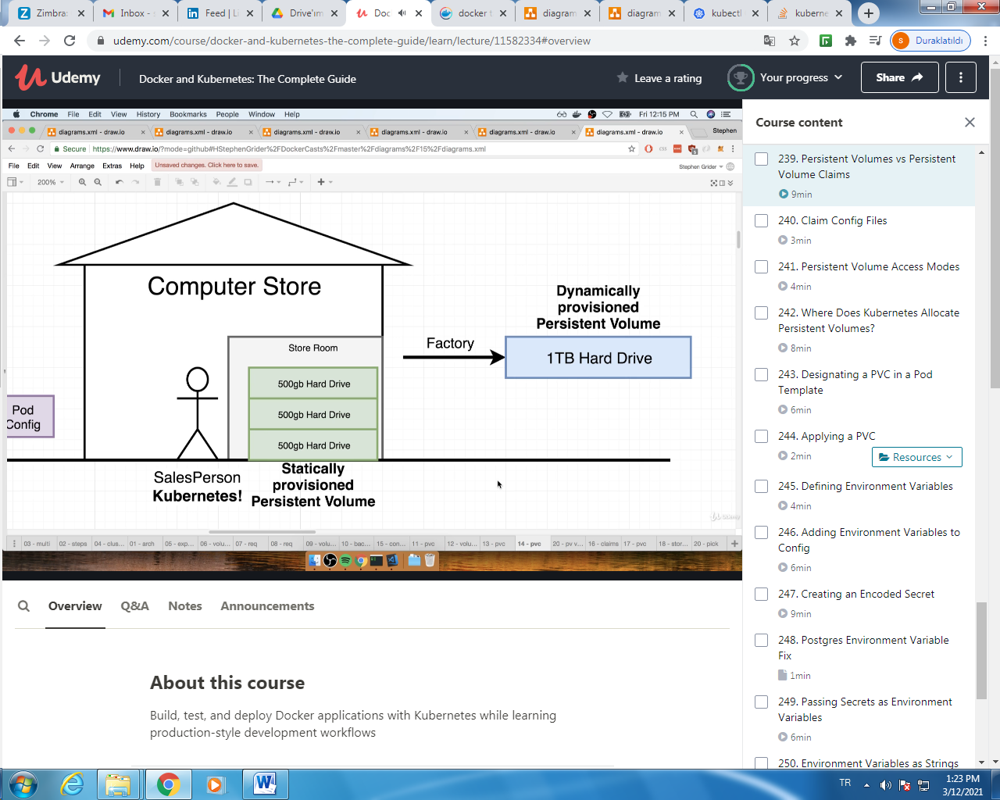 Zimbra:
Inbox - s
Feed | Li
Drive'ım
Doc
docker t
diagram
diagram
kubectl
kuberne
udemy.com/course/docker-and-kubernetes-the-complete-guide/learn/lecture/11582334#overview
S
Duraklatıldı
Udemy
Docker and Kubernetes: The Complete Guide
Leave a rating
Your progress
Share
Chrome File Edit View History Bookmarks People Window Help
Fri 12:15 PM
diagrams.xml - draw.io
diagrams.xml - draw.io
diagrams.xml - draw.io
diagrams.xml - draw.io
diagrams.xml - draw.io
diagrams.xml - draw.io
Stephen
Secure
https://www.draw.io/?mode=github#HStephenGrider%2FDockerCasts%2Fmaster%2Fdiagrams%2F15%2Fdiagrams.xml
File Edit View Arrange Extras Help
Unsaved changes. Click here to save.
Stephen Grider
200%
Computer Store
Store Room
500gb Hard Drive
500gb Hard Drive
500gb Hard Drive
Pod
Config
SalesPerson
Kubernetes!
Statically
provisioned
Persistent Volume
Factory
Dynamically
provisioned
Persistent Volume
1TB Hard Drive
Udemy
03 - multi
02 - steps
04 - clus...
01 - arch
05 - exp...
06 - volu...
07 - req
08 - req
09 - volu...
10 - bac...
15 - con...
11 - pvc
12 - volu...
13 - pvc
14 - pvc
20 - pv v...
16 - claims
17 - pvc
18 - stor...
20 - pick
Overview
Q&A
Notes
Announcements
About this course
Build, test, and deploy Docker applications with Kubernetes while learning
production-style development workflows
Course content
239. Persistent Volumes vs Persistent
Volume Claims
9min
240. Claim Config Files
3min
241. Persistent Volume Access Modes
4min
242. Where Does Kubernetes Allocate
Persistent Volumes?
8min
243. Designating a PVC in a Pod
Template
6min
244. Applying a PVC
2min
Resources
245. Defining Environment Variables
4min
246. Adding Environment Variables to
Config
6min
247. Creating an Encoded Secret
9min
248. Postgres Environment Variable
Fix
1min
249. Passing Secrets as Environment
Variables
6min
250. Environment Variables as Strings
TR
1:23 PM
3/12/2021